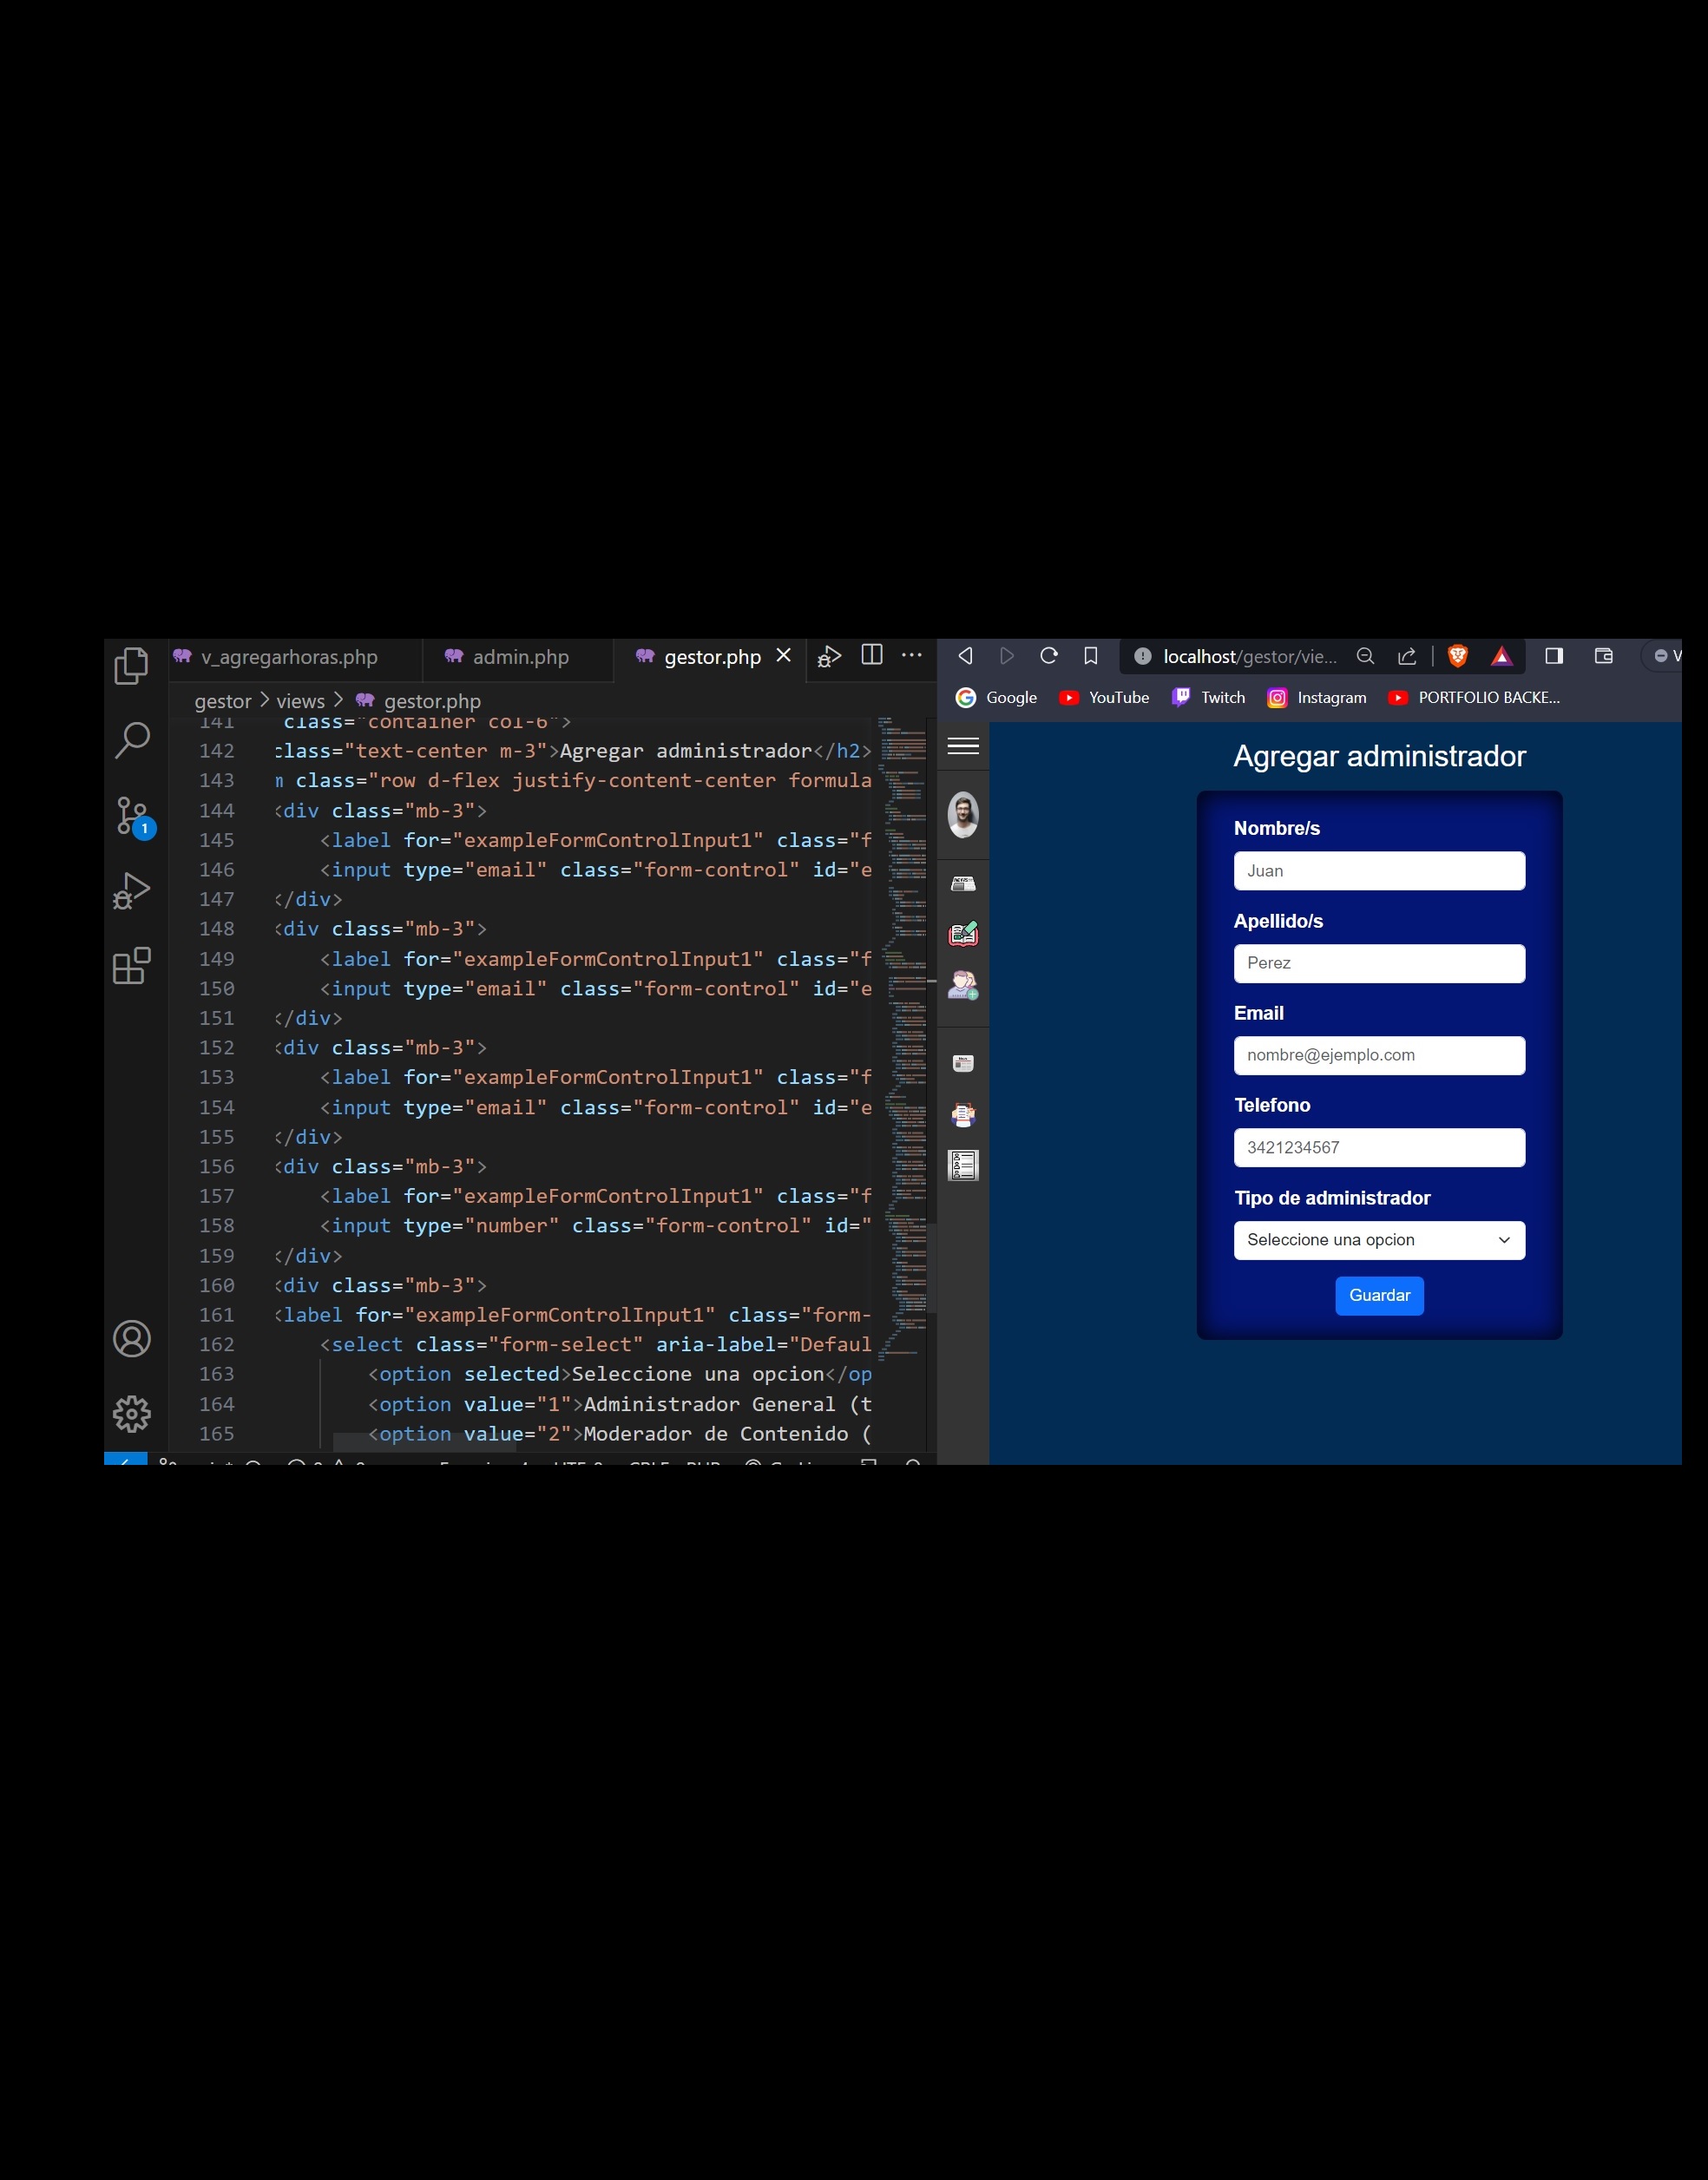 v_agregarhoras.php admin.php gestor.php
gestor > views > gestor.php
141 class="container col-6">
142 class="text-center m-3">Agregar administrador</h2>
143 m class="row d-flex justify-content-center formula
144 <div class="mb-3">
145 <label for="exampleFormControlInput1" class="f
146 <input type="email" class="form-control" id="e
147 </div>
148 <div class="mb-3">
149 <label for="exampleFormControlInput1" class="f
150 <input type="email" class="form-control" id="e
151 </div>
152 <div class="mb-3">
153 <label for="exampleFormControlInput1" class="f
154 <input type="email" class="form-control" id="e
155 </div>
156 <div class="mb-3">
157 <label for="exampleFormControlInput1" class="f
158 <input type="number" class="form-control" id="
159 </div>
160 <div class="mb-3">
161 <label for="exampleFormControlInput1" class="form-
162 <select class="form-select" aria-label="Defaul
163 <option selected>Seleccione una opcion</op
164 <option value="1">Administrador General (t
165 <option value="2">Moderador de Contenido (
1
localhost/gestor/vie...
Google YouTube Twitch Instagram PORTFOLIO BACKE...
Agregar administrador
Nombre/s
Juan
Apellido/s
Perez
Email
nombre@ejemplo.com
Telefono
3421234567
Tipo de administrador
Seleccione una opcion
Guardar